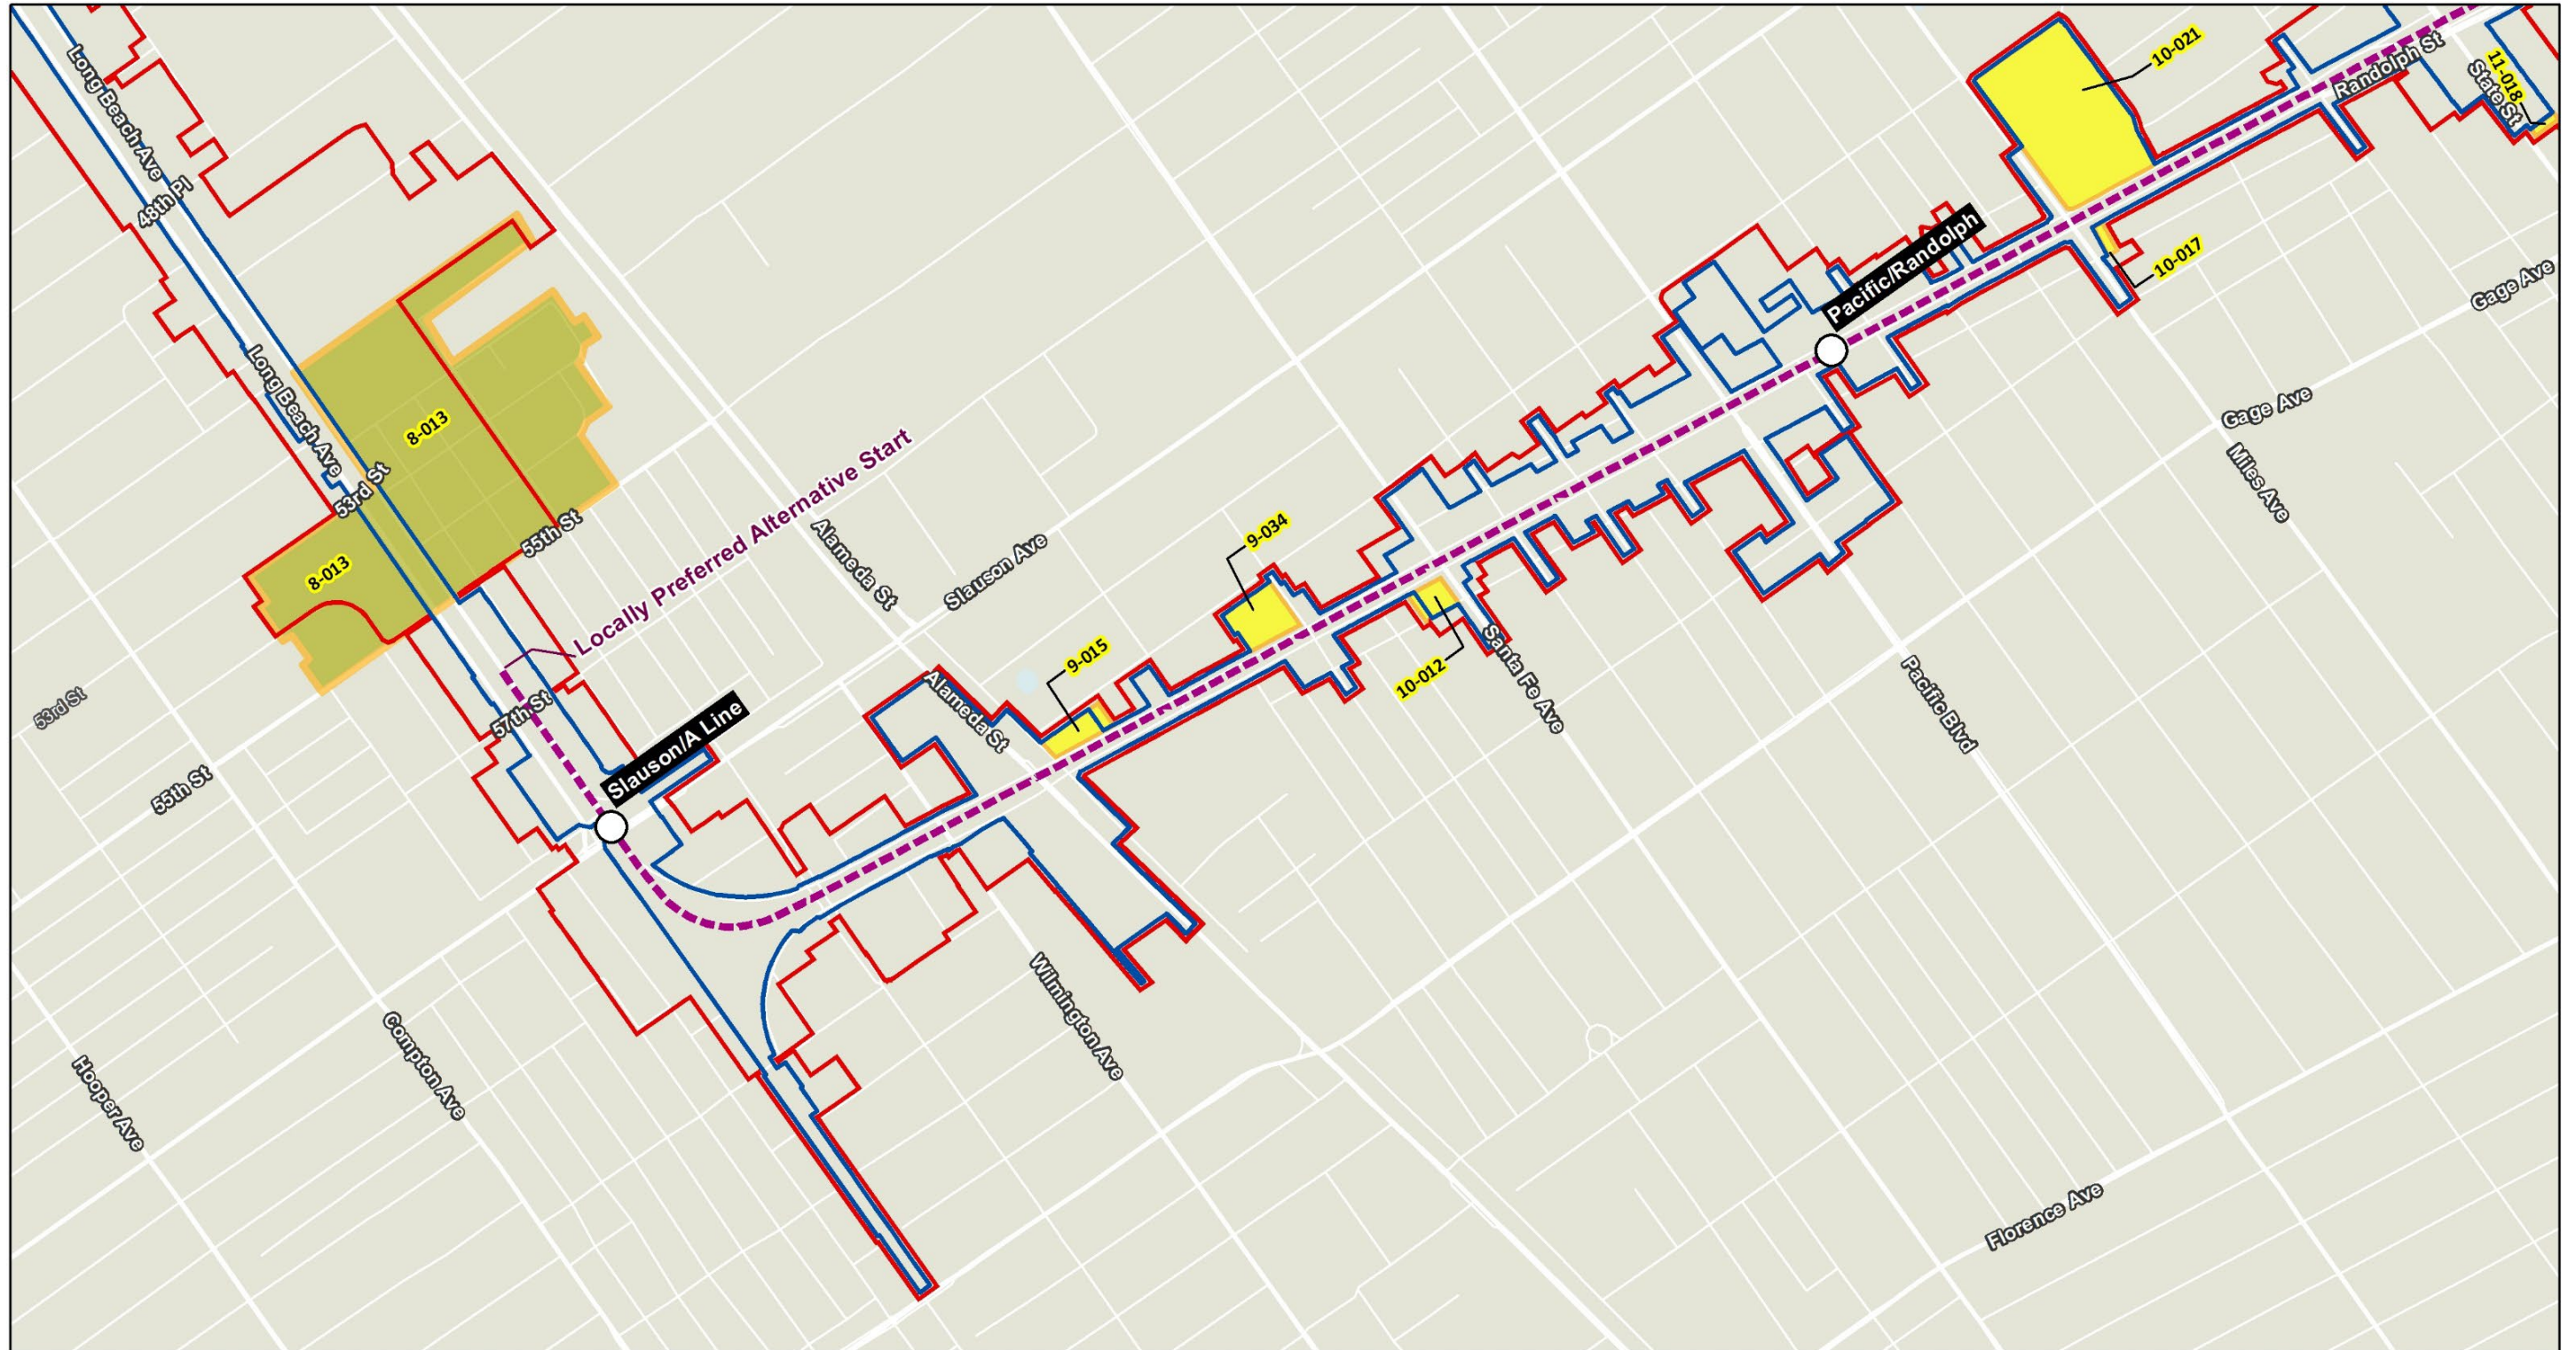 Long Beach Ave
48th Pl
10-021
Randolph St
11-018
State St
Pacific/Randolph
10-017
Gage Ave
Long Beach Ave
8-013
53rd St
55th St
8-013
Locally Preferred Alternative Start
Alameda St
Slauson Ave
9-034
Gage Ave
Miles Ave
9-015
10-012
Santa Fe Ave
Pacific Blvd
53rd St
57th St
55th St
Slauson/A Line
Alameda St
Wilmington Ave
Compton Ave
Hooper Ave
Florence Ave